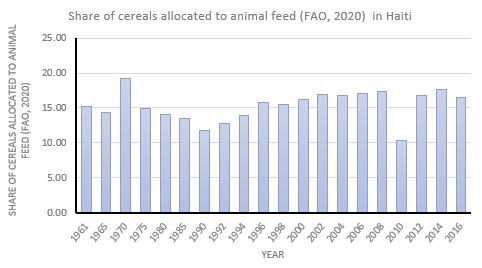 Share of cereals allocated to animal feed (FAO, 2020)  in Haiti
SHARE OF CEREALS ALLOCATED TO ANIMAL
FEED (FAO, 2020)
25.00
20.00
15.00
10.00
5.00
0.00
1961 1965 1970 1975 1980 1985 1990 1992 1994 1996 1998 2000 2002 2004 2006 2008 2010 2012 2014 2016
YEAR